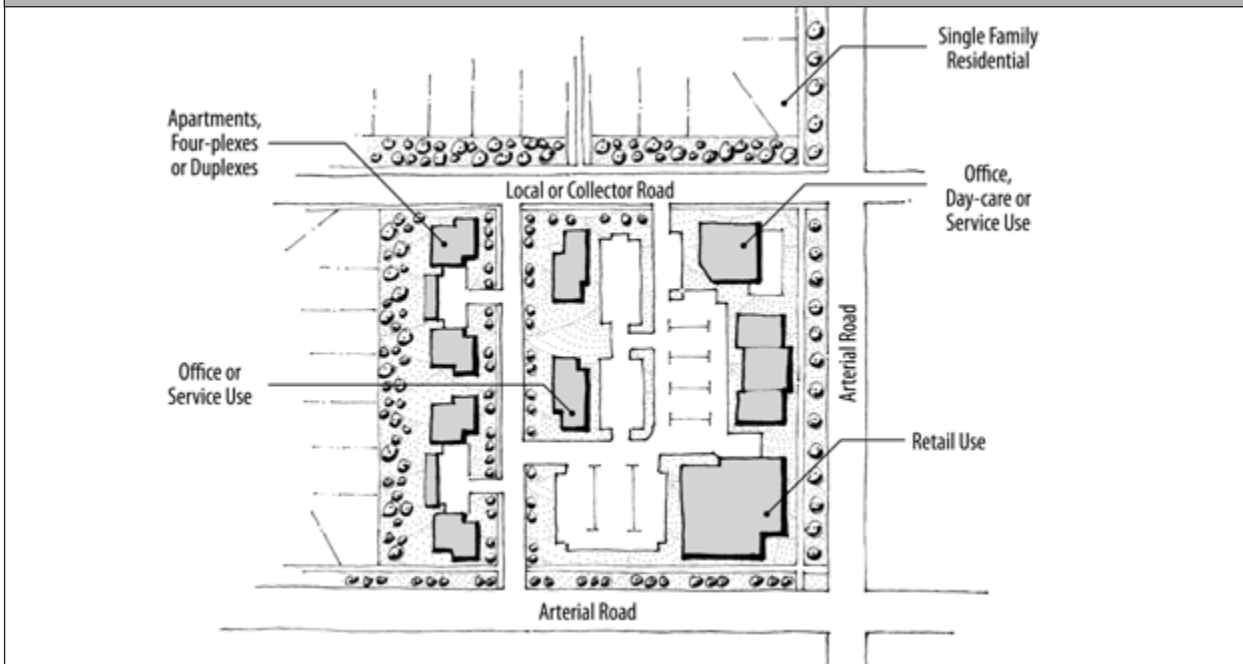 Single Family
Residential
Apartments,
Four-plexes
or Duplexes
Local or Collector Road
Office,
Day-care or
Service Use
Arterial Road
Office or
Service Use
Retail Use
Arterial Road